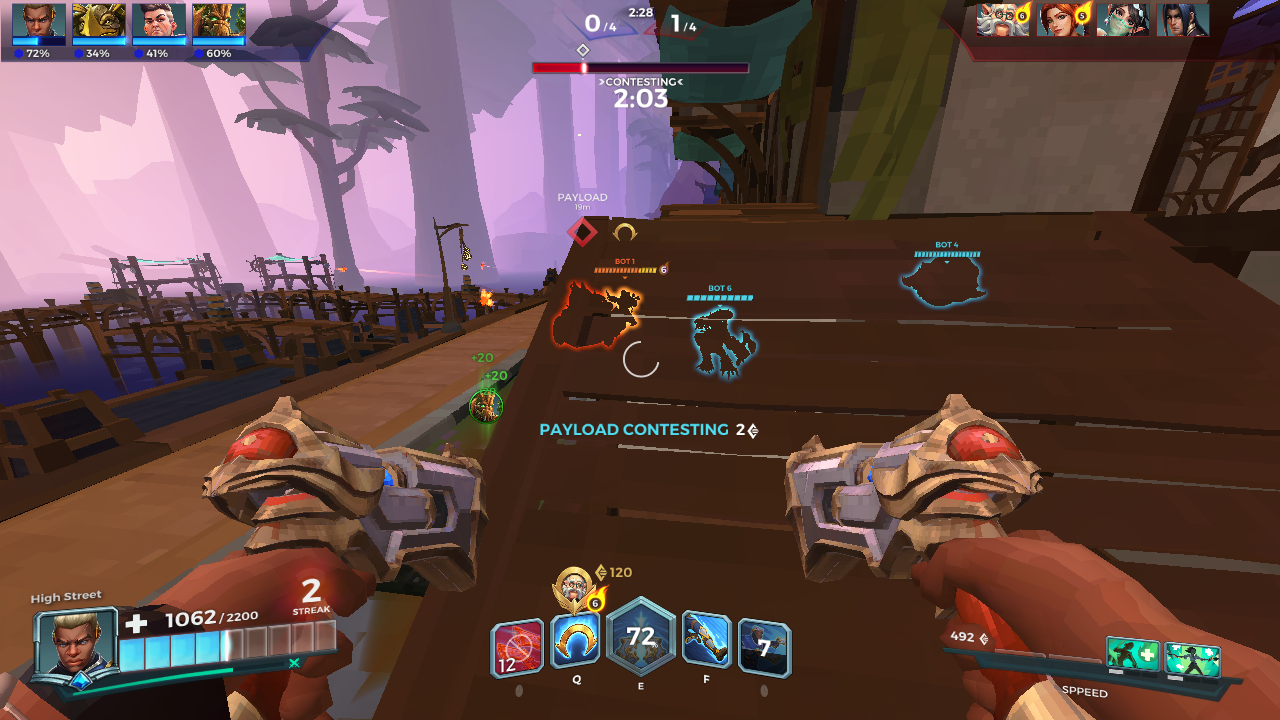 72%
34%
41%
60%
0/4
2:28
1/4
6
5
CONTESTING
2:03
PAYLOAD
19m
BOT 1
6
BOT 6
BOT 4
+20
+20
PAYLOAD CONTESTING 2
120
6
High Street
1062/2200
2
STREAK
12
72
7
Q
E
F
492
SPPEED